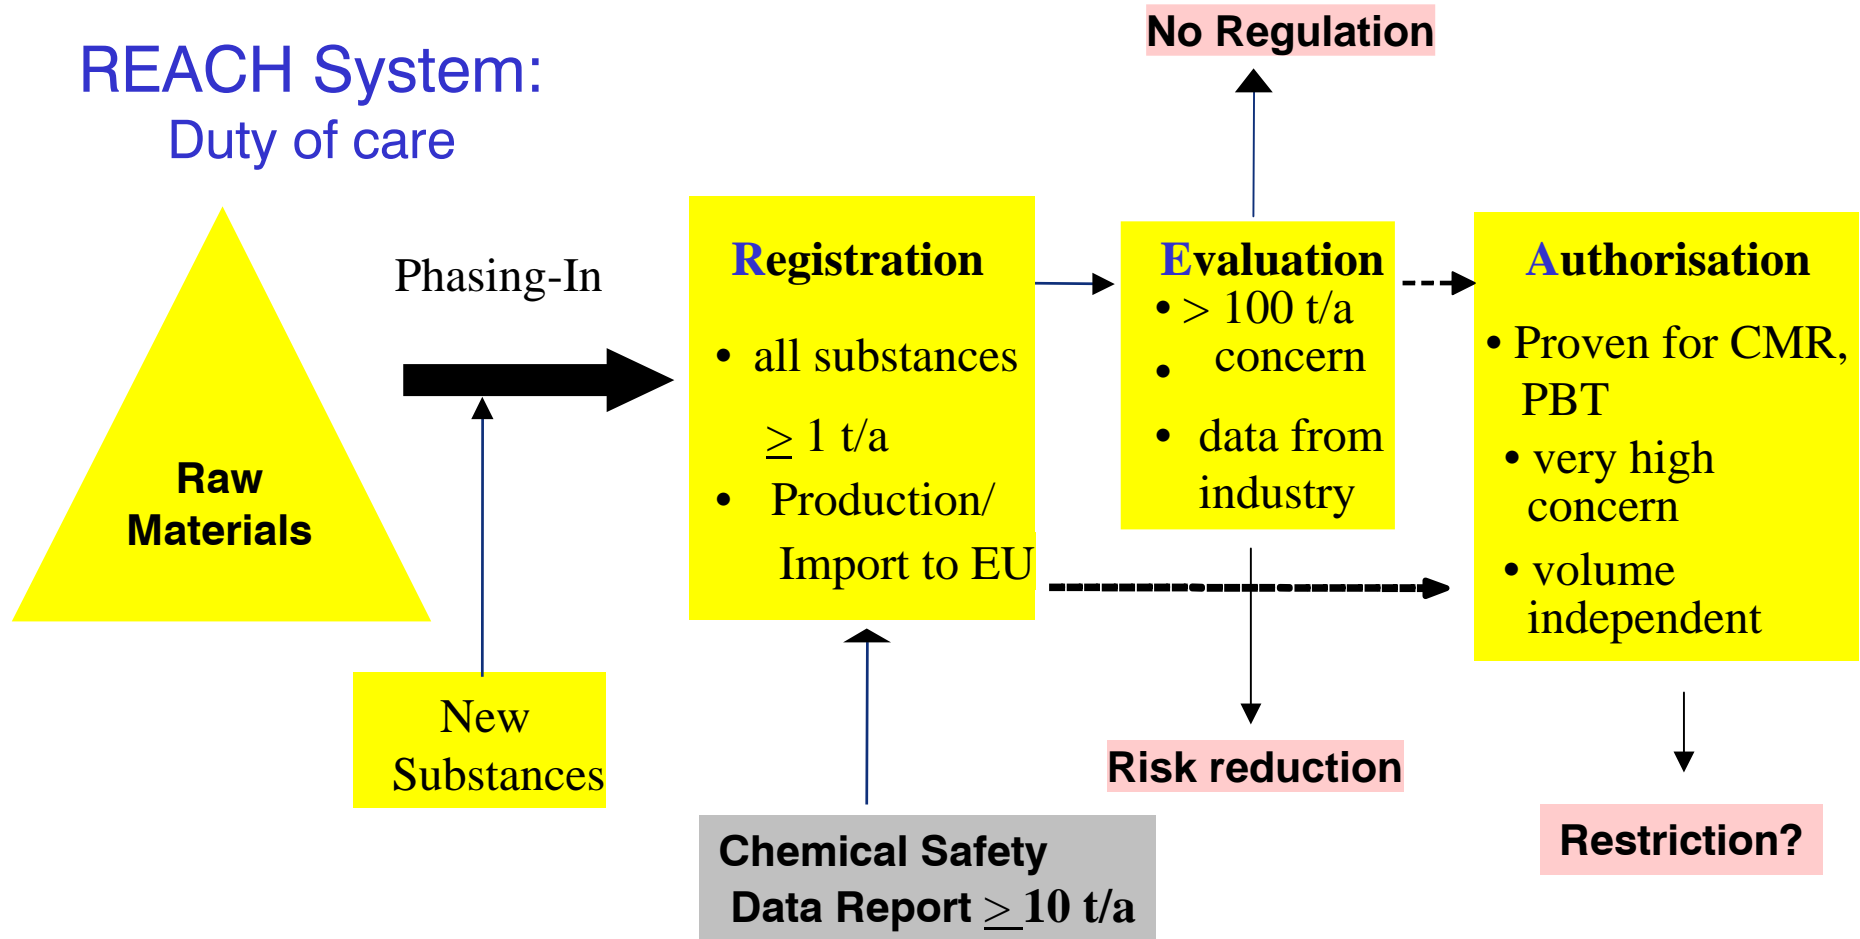 REACH System:
Duty of care
No Regulation
Raw
Materials
Phasing-In
New
Substances
Registration
• all substances
≥ 1 t/a
• Production/
Import to EU
Chemical Safety
Data Report ≥ 10 t/a
Evaluation
• > 100 t/a
• concern
• data from
industry
Risk reduction
Authorisation
• Proven for CMR,
PBT
• very high
concern
• volume
independent
Restriction?